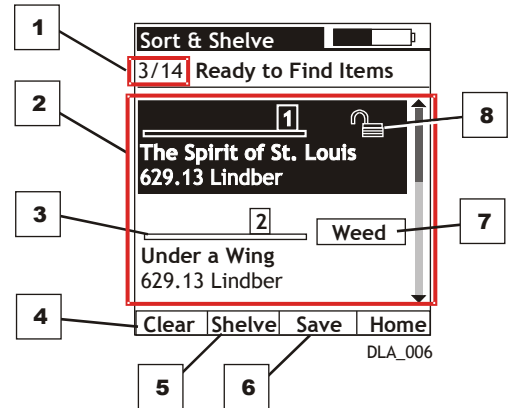 1
Sort & Shelve
3/14 Ready to Find Items
2
1
8
The Spirit of St. Louis
629.13 Lindber
3
2
Weed
7
Under a Wing
629.13 Lindber
4
Clear Shelve Save Home
DLA_006
5
6